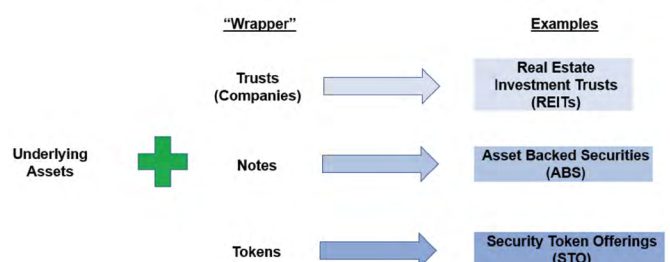 "Wrapper"
Examples
Trusts
(Companies)
Real Estate
Investment Trusts
(REITs)
Underlying
Assets
Notes
Asset Backed Securities
(ABS)
Tokens
Security Token Offerings
(STO)